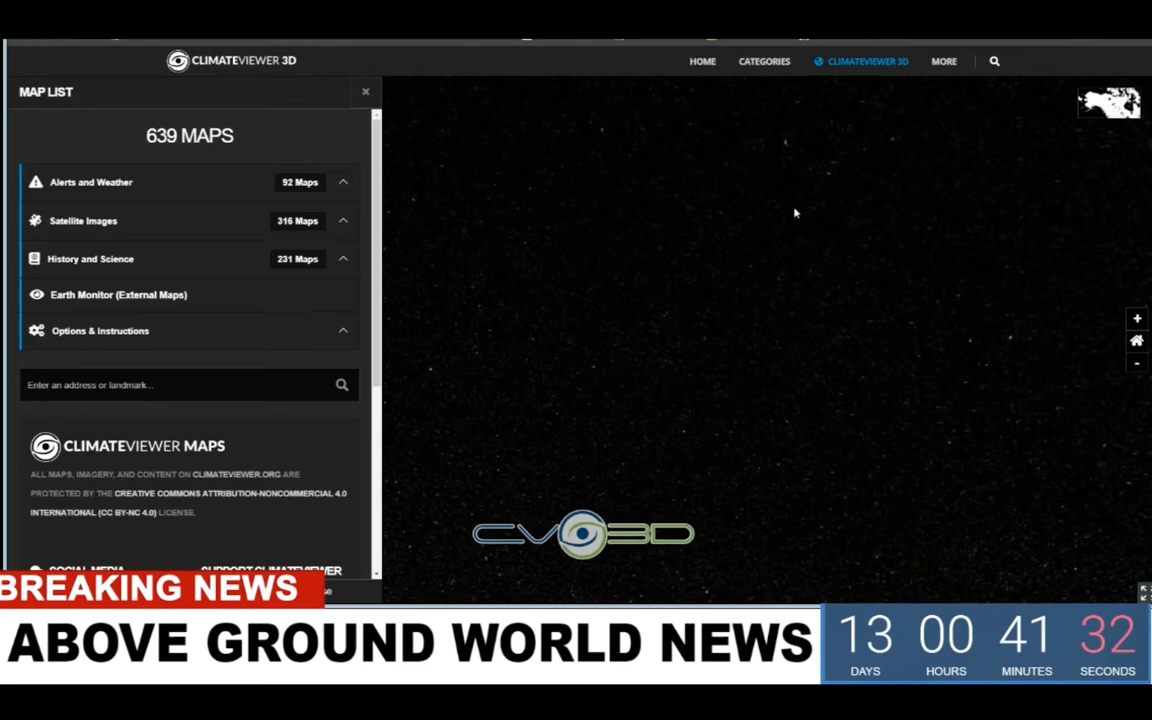 CLIMATEVIEWER 3D
HOME CATEGORIES CLIMATEVIEWER 3D MORE
MAP LIST
639 MAPS
Alerts and Weather 92 Maps
Satellite Images 316 Maps
History and Science 231 Maps
Earth Monitor (External Maps)
Options & Instructions
Enter an address or landmark...
CLIMATEVIEWER MAPS
ALL MAPS, IMAGERY, AND CONTENT ON CLIMATEVIEWER.ORG ARE
PROTECTED BY THE CREATIVE COMMONS ATTRIBUTION-NONCOMMERCIAL 4.0
INTERNATIONAL (CC BY-NC 4.0) LICENSE.
SOCIAL MEDIA SUPPORT CLIMATEVIEWER
CV3D
BREAKING NEWS
ABOVE GROUND WORLD NEWS
13 00 41 32
DAYS HOURS MINUTES SECONDS